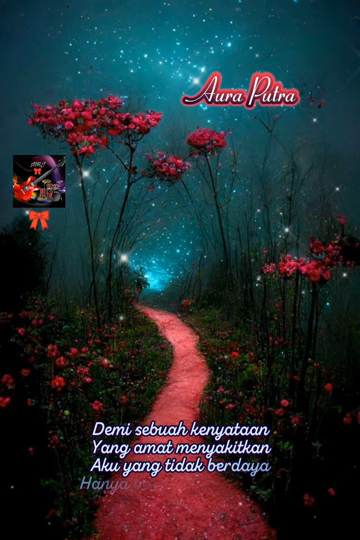 Aura Putra
Demi sebuah kenyataan
Yang amat menyakitkan
Aku yang tidak berdaya
Hanya